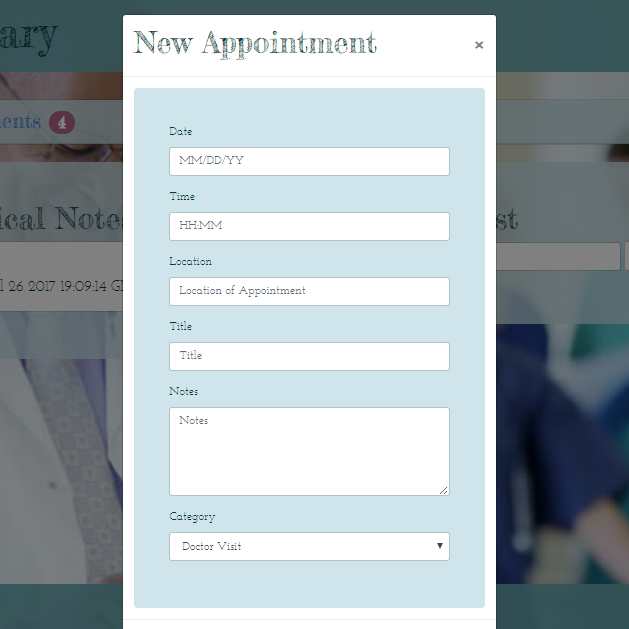 ary
New Appointment
×
ents 4
Date
MM/DD/YY
Time
HH:MM
ical Notes
st
Location
l 26 2017 19:09:14 G
Location of Appointment
Title
Title
Notes
Notes
Category
Doctor Visit